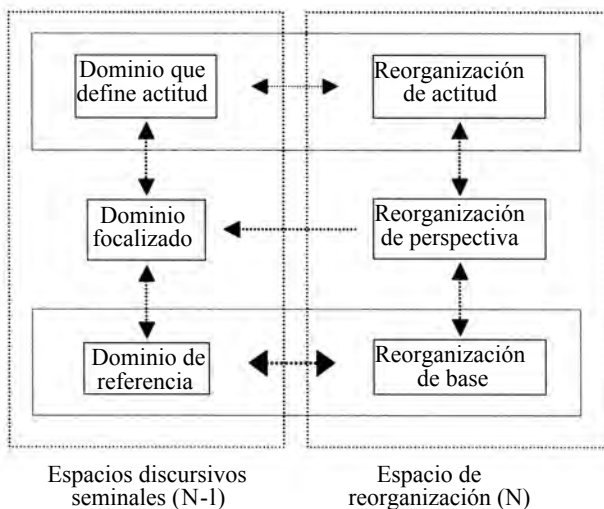 Dominio que
define actitud
Reorganización
de actitud
Dominio
focalizado
Reorganización
de perspectiva
Dominio de
referencia
Reorganización
de base
Espacios discursivos
seminales (N-1)
Espacio de
reorganización (N)